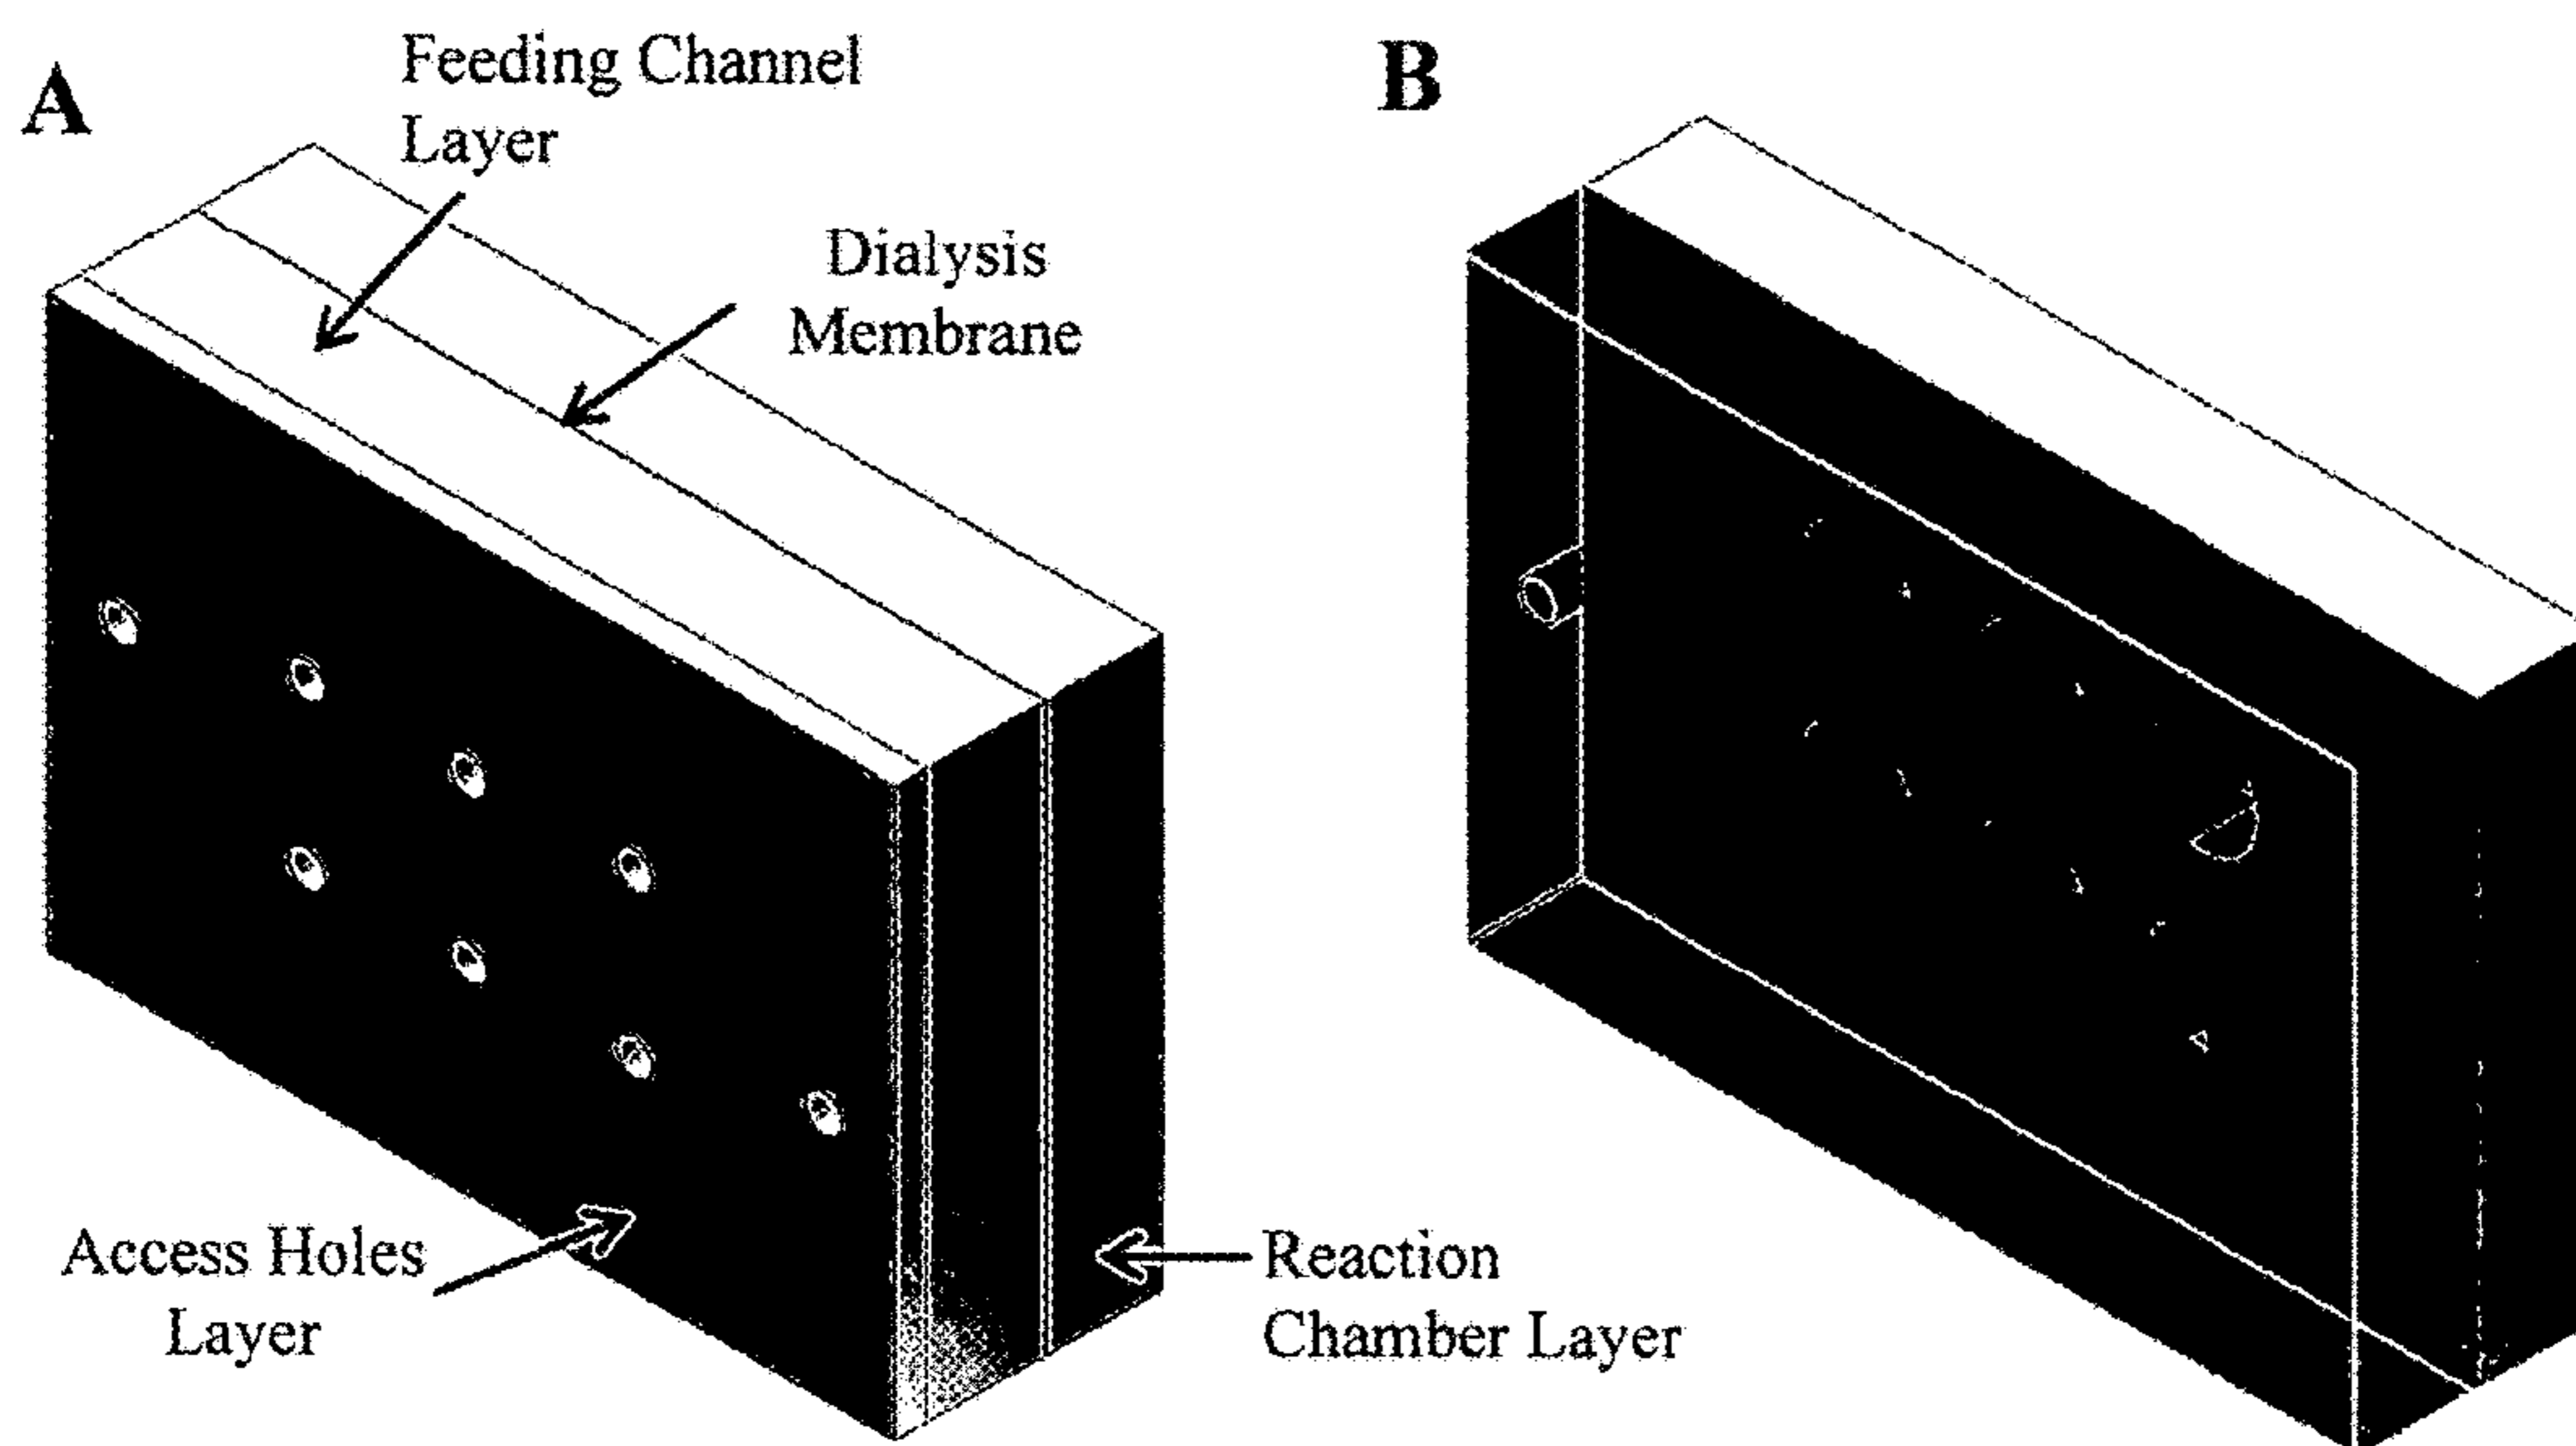 A
Feeding Channel
Layer
Dialysis
Membrane
Access Holes
Layer
Reaction
Chamber Layer
B